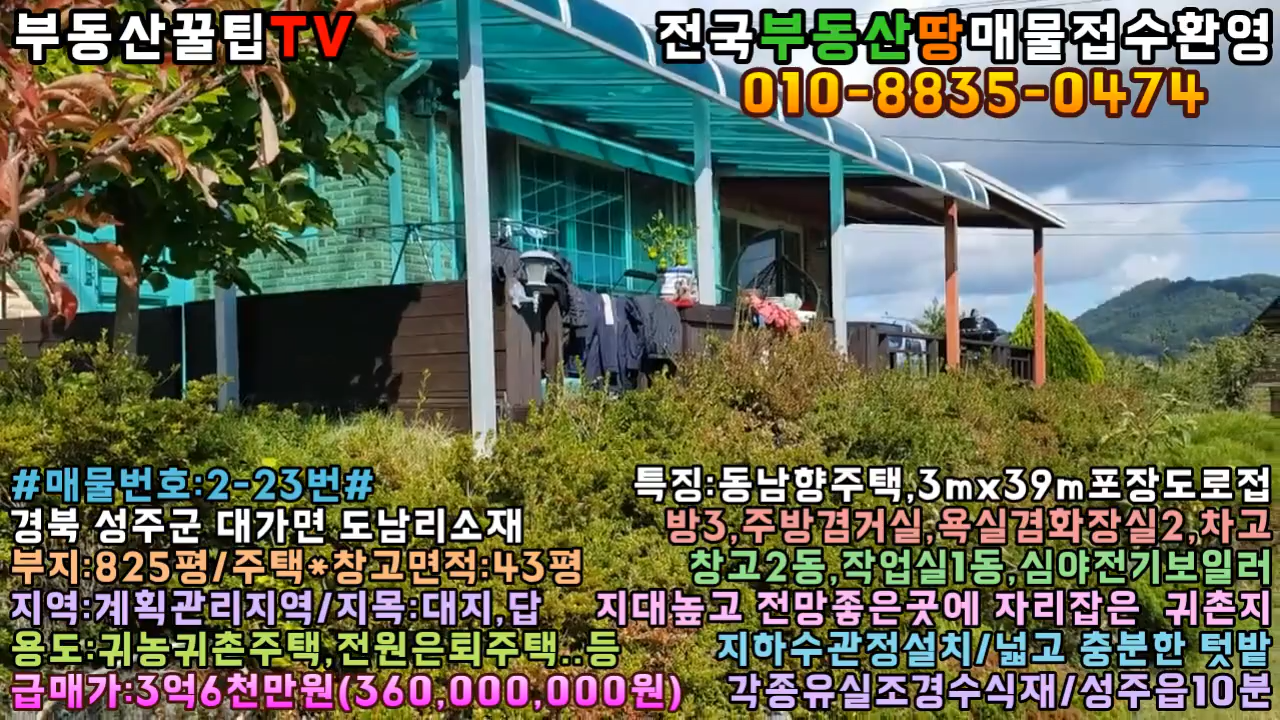 부동산꿀팁TV
전국부동산땅매물접수환영
010-8835-0474
#매물번호:2-23번#
경북 성주군 대가면 도남리소재
부지:825평/주택*창고면적:43평
지역:계획관리지역/지목:대지,답
용도:귀농귀촌주택,전원은퇴주택..등
급매가:3억6천만원(360,000,000원)
특징:동남향주택,3mx39m포장도로접
방3,주방겸거실,욕실겸화장실2,차고
창고2동,작업실1동,심야전기보일러
지대높고 전망좋은곳에 자리잡은 귀촌지
지하수관정설치/넓고 충분한 텃밭
각종유실조경수식재/성주읍10분